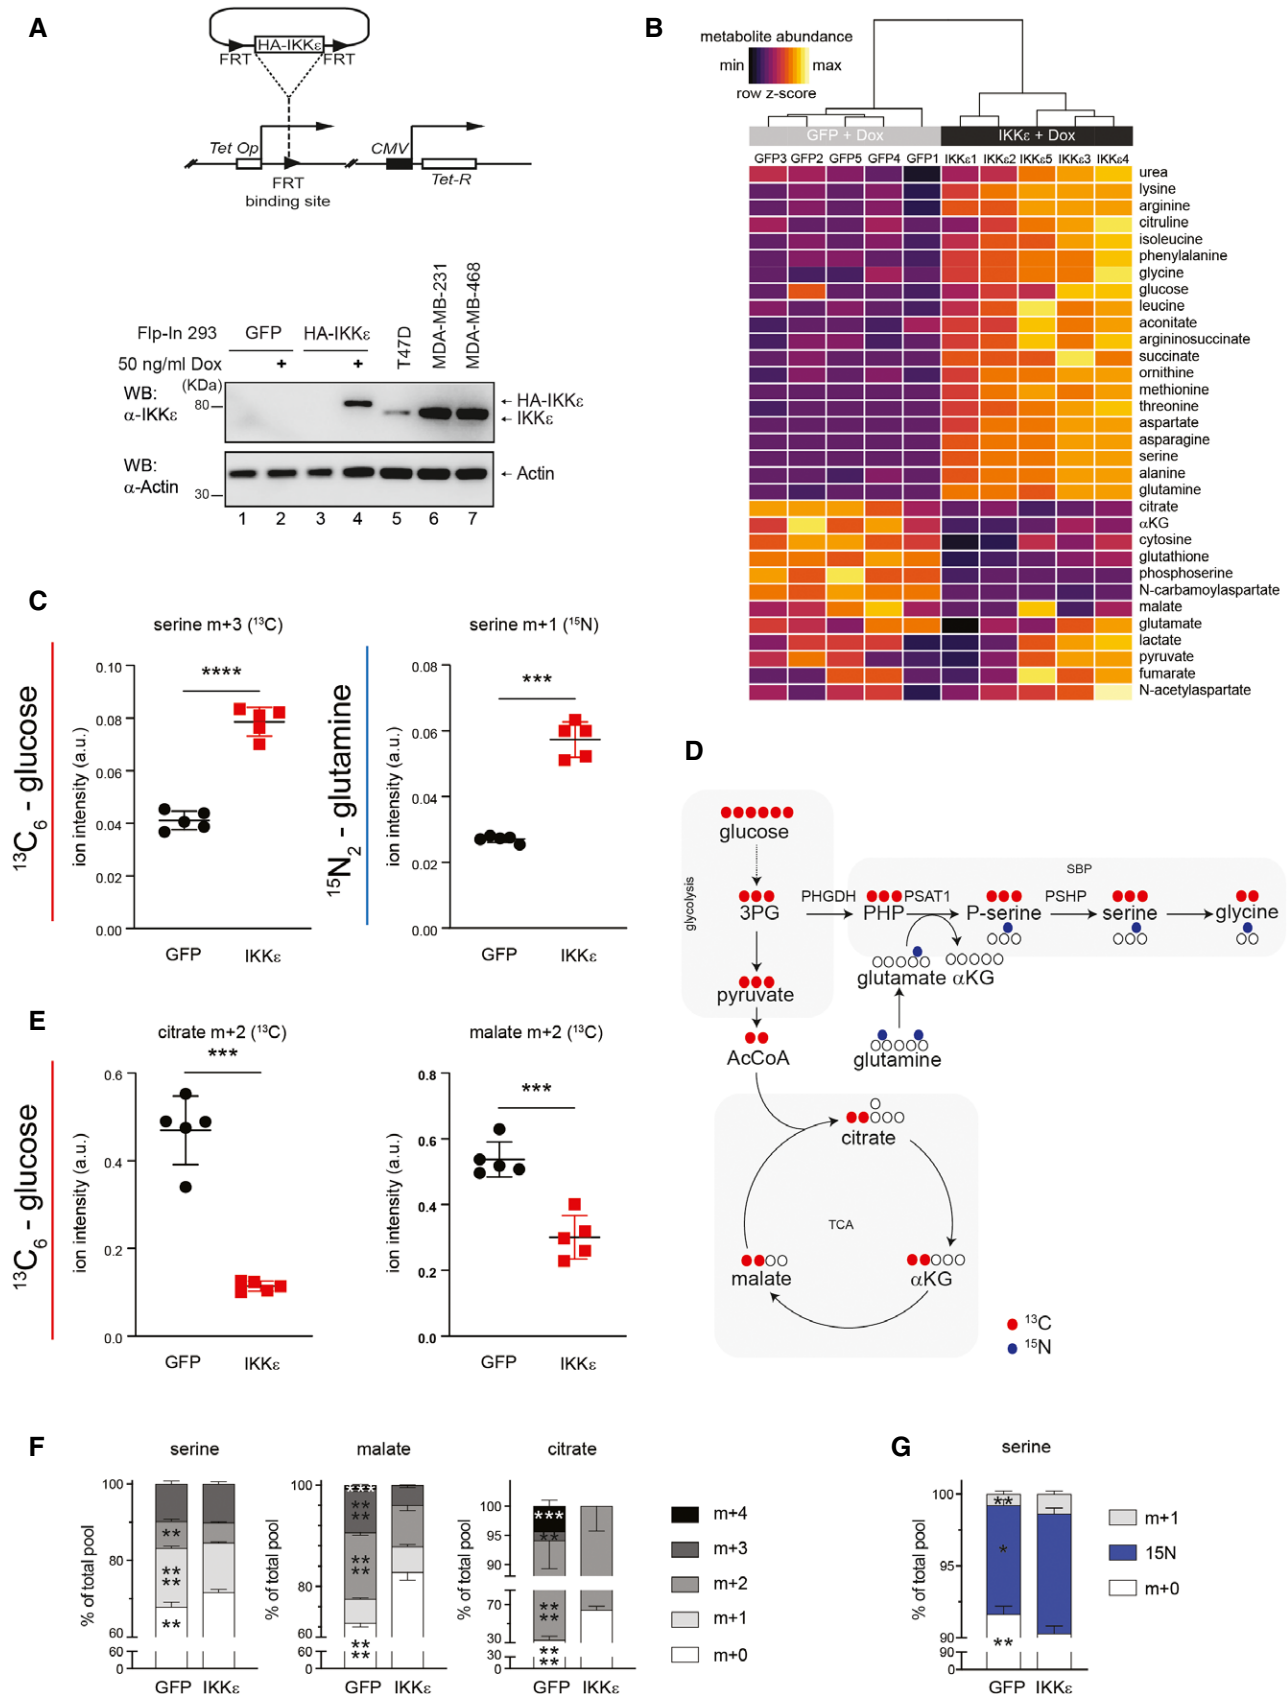 A
HA-IKKε
FRT
FRT
Tet Op
CMV
FRT
binding site
Tet-R
Flp-In 293
GFP
HA-IKKε
T47D
MDA-MB-231
MDA-MB-468
50 ng/ml Dox
+
+
WB:
α-IKKε
(KDa)
80
← HA-IKKε
← IKKε
WB:
α-Actin
30
← Actin
1 2 3 4 5 6 7
B
metabolite abundance
min
max
row z-score
GFP + Dox
IKKε + Dox
GFP3 GFP2 GFP5 GFP4 GFP1 IKKε1 IKKε2 IKKε5 IKKε3 IKKε4
urea
lysine
arginine
citruline
isoleucine
phenylalanine
glycine
glucose
leucine
aconitate
argininosuccinate
succinate
ornithine
methionine
threonine
aspartate
asparagine
serine
alanine
glutamine
citrate
αKG
cytosine
glutathione
phosphoserine
N-carbamoylaspartate
malate
glutamate
lactate
pyruvate
fumarate
N-acetylaspartate
C
¹³C₆ - glucose
serine m+3 (¹³C)
****
ion intensity (a.u.)
0.10
0.08
0.06
0.04
0.02
0.00
GFP
IKKε
¹⁵N₂ - glutamine
serine m+1 (¹⁵N)
***
ion intensity (a.u.)
0.08
0.06
0.04
0.02
0.00
GFP
IKKε
D
glycolysis
glucose
3PG
pyruvate
AcCoA
PHGDH
SBP
PHP
PSAT1
P-serine
PSHP
serine
glycine
glutamate
αKG
glutamine
citrate
TCA
malate
αKG
¹³C
¹⁵N
E
¹³C₆ - glucose
citrate m+2 (¹³C)
***
ion intensity (a.u.)
0.6
0.4
0.2
0.0
GFP
IKKε
malate m+2 (¹³C)
***
ion intensity (a.u.)
0.8
0.6
0.4
0.2
0.0
GFP
IKKε
F
serine
% of total pool
100
80
60
60
0
**
**
**
**
GFP IKKε
malate
% of total pool
100
80
60
60
0
***
**
**
**
**
**
**
GFP IKKε
citrate
% of total pool
100
95
90
70
30
30
0
***
**
**
**
**
**
GFP IKKε
m+4
m+3
m+2
m+1
m+0
G
serine
% of total pool
100
95
90
90
0
**
*
**
GFP IKKε
m+1
15N
m+0